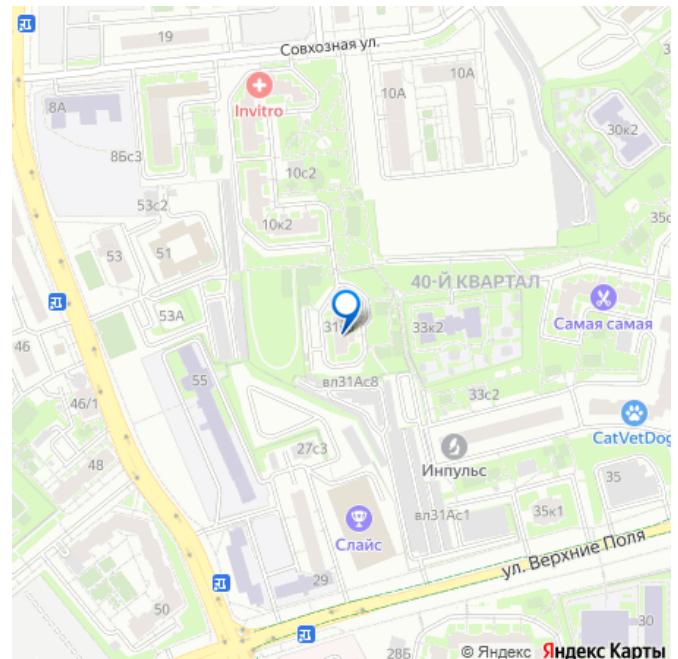 19
Совхозная ул.
8А
Invitro
10А
10А
30к2
8Бс3
10с2
53с2
10к2
35с
53
51
40-Й КВАРТАЛ
Самая самая
53А
31
33к2
46
55
вл31Ас8
33с2
46/1
CatVetDog
27с3
Инпульс
48
35
вл31Ас1
35к1
Слайс
ул. Верхние Поля
29
50
30
28Б
© Яндекс Яндекс Карты